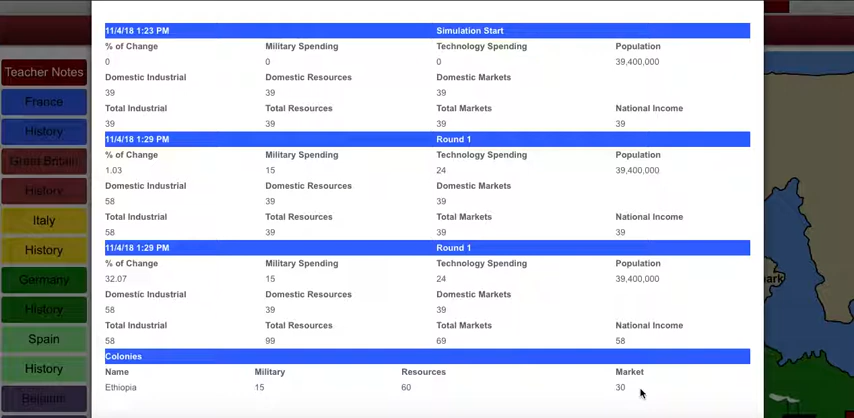 11/4/18 1:23 PM Simulation Start
% of Change Military Spending Technology Spending Population
0 0 0 39,400,000
Domestic Industrial Domestic Resources Domestic Markets
39 39 39
Total Industrial Total Resources Total Markets National Income
39 39 39 39
11/4/18 1:29 PM Round 1
% of Change Military Spending Technology Spending Population
1.03 15 24 39,400,000
Domestic Industrial Domestic Resources Domestic Markets
58 39 39
Total Industrial Total Resources Total Markets National Income
58 39 39 39
11/4/18 1:29 PM Round 1
% of Change Military Spending Technology Spending Population
32.07 15 24 39,400,000
Domestic Industrial Domestic Resources Domestic Markets
58 39 39
Total Industrial Total Resources Total Markets National Income
58 99 69 58
Colonies
Name Military Resources Market
Ethiopia 15 60 30
Teacher Notes
France
History
Great Britain
History
Italy
History
Germany
History
Spain
History
Belgium
ark